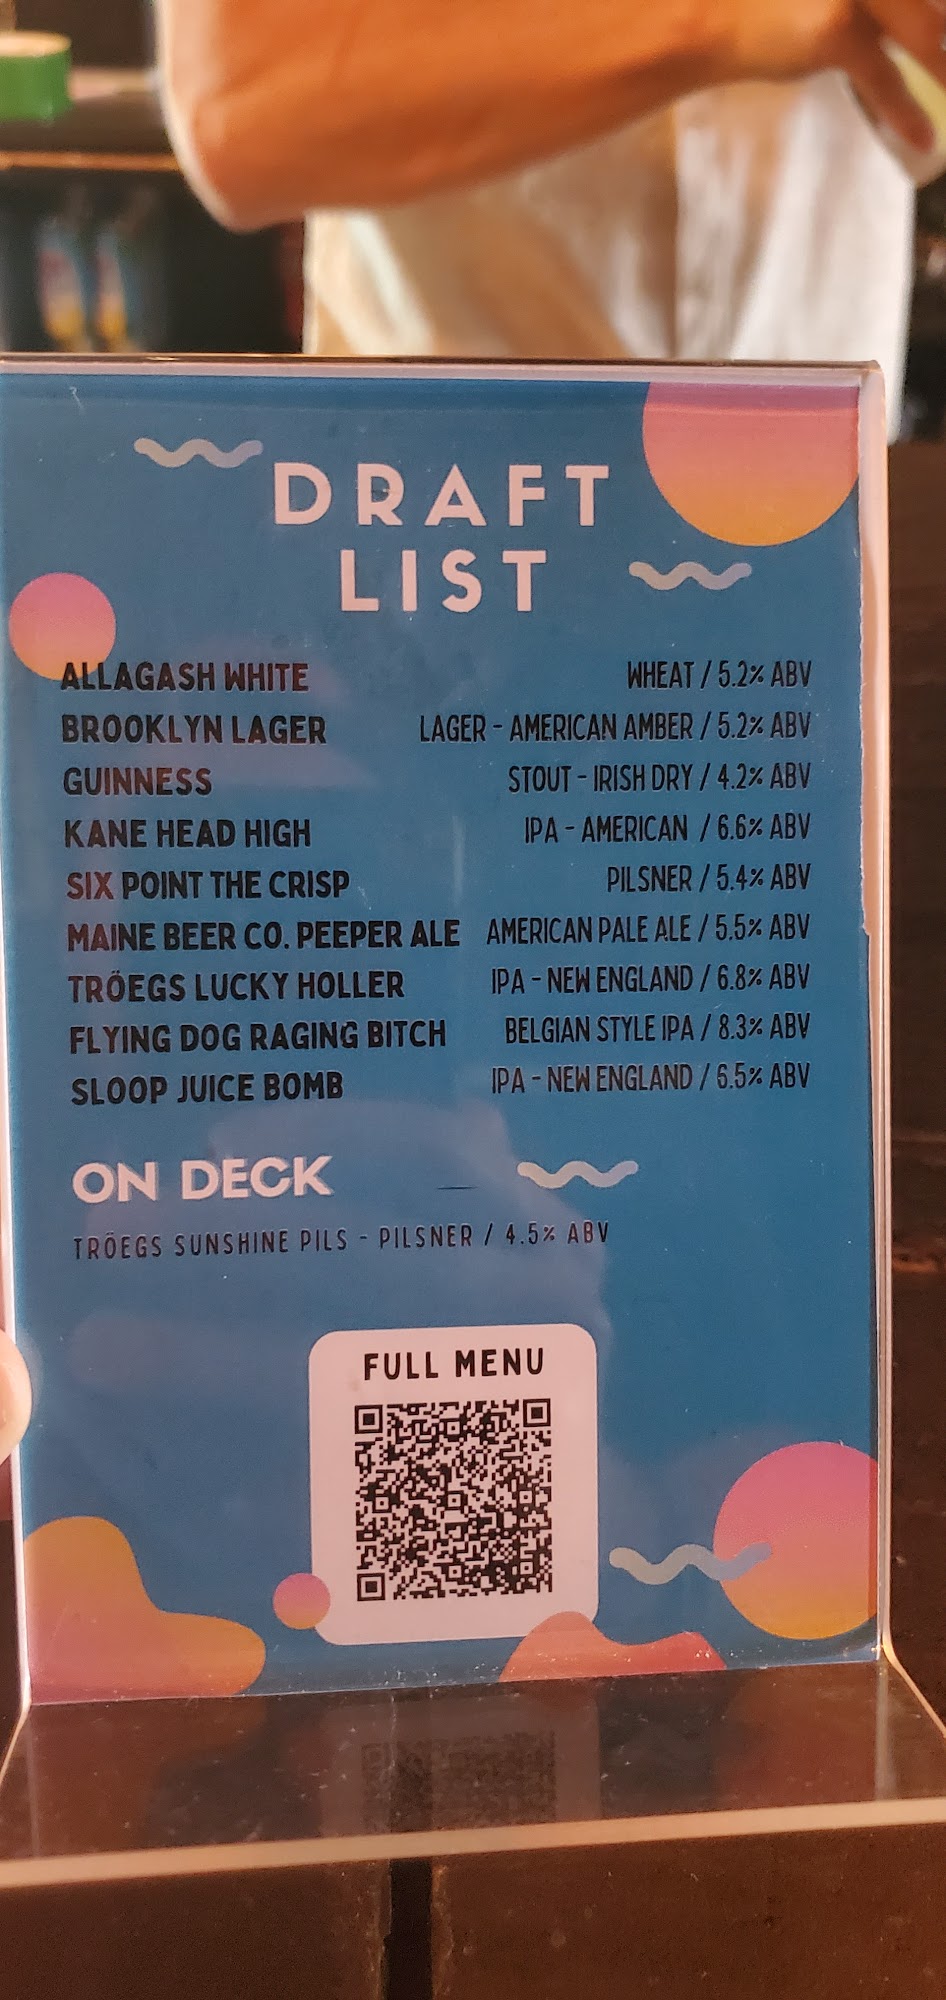 DRAFT
LIST
ALLAGASH WHITE WHEAT / 5.2% ABV
BROOKLYN LAGER LAGER - AMERICAN AMBER / 5.2% ABV
GUINNESS STOUT - IRISH DRY / 4.2% ABV
KANE HEAD HIGH IPA - AMERICAN / 6.6% ABV
SIX POINT THE CRISP PILSNER / 5.4% ABV
MAINE BEER CO. PEEPER ALE AMERICAN PALE ALE / 5.5% ABV
TRÖEGS LUCKY HOLLER IPA - NEW ENGLAND / 6.8% ABV
FLYING DOG RAGING BITCH BELGIAN STYLE IPA / 8.3% ABV
SLOOP JUICE BOMB IPA - NEW ENGLAND / 6.5% ABV
ON DECK
TRÖEGS SUNSHINE PILS - PILSNER / 4.5% ABV
FULL MENU